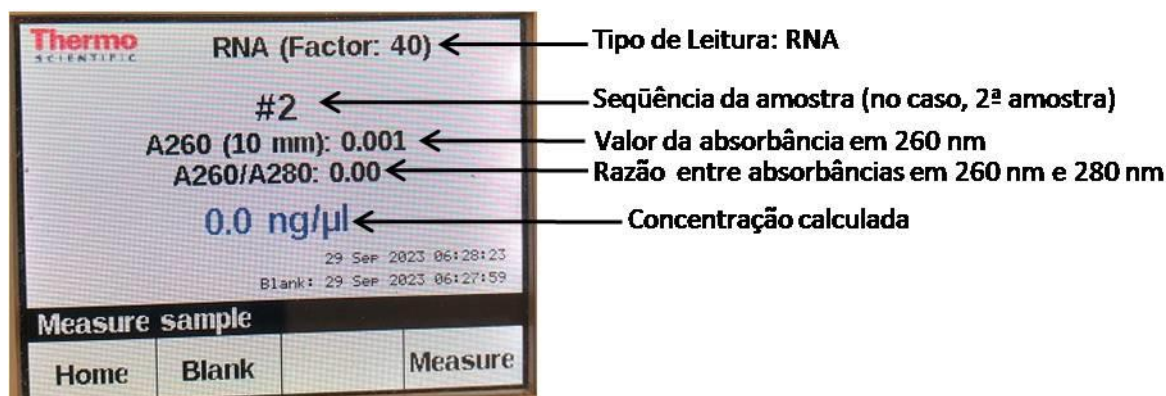 Thermo
SCIENTIFIC
RNA (Factor: 40)
Tipo de Leitura: RNA
#2
Seqüência da amostra (no caso, 2ª amostra)
A260 (10 mm): 0.001
Valor da absorbância em 260 nm
A260/A280: 0.00
Razão entre absorbâncias em 260 nm e 280 nm
0.0 ng/µl
Concentração calculada
29 Sep 2023 06:28:23
Blank: 29 Sep 2023 06:27:59
Measure sample
Home
Blank
Measure